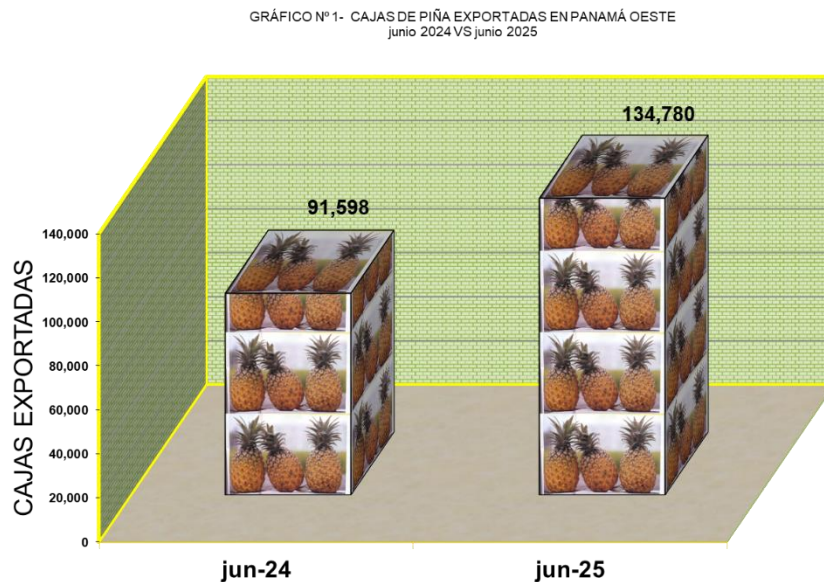 GRÁFICO Nº 1- CAJAS DE PIÑA EXPORTADAS EN PANAMÁ OESTE
junio 2024 VS junio 2025
134,780
91,598
CAJAS EXPORTADAS
140,000
120,000
100,000
80,000
60,000
40,000
20,000
0
jun-24
jun-25